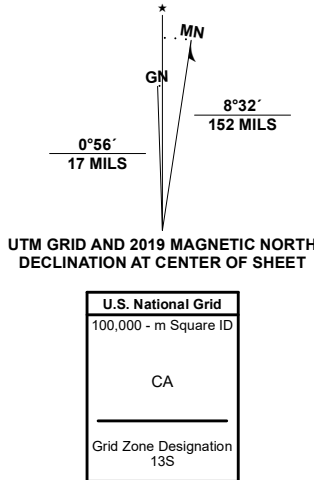 ★
MN
GN
8°32´
152 MILS
0°56´
17 MILS
UTM GRID AND 2019 MAGNETIC NORTH
DECLINATION AT CENTER OF SHEET
U.S. National Grid
100,000 - m Square ID
CA
Grid Zone Designation
13S